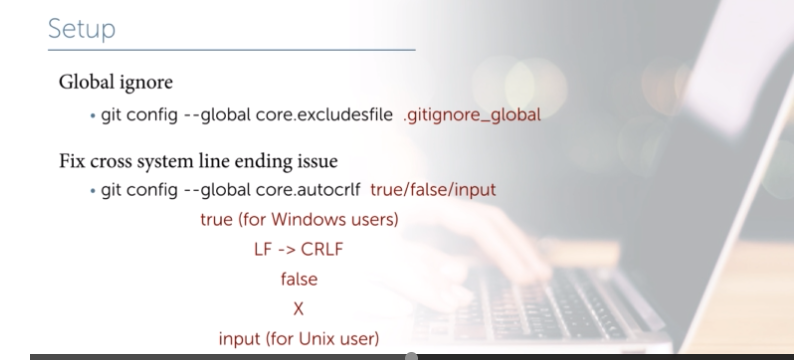 Setup
Global ignore
• git config --global core.excludesfile .gitignore_global
Fix cross system line ending issue
• git config --global core.autocrlf true/false/input
true (for Windows users)
LF -> CRLF
false
X
input (for Unix user)